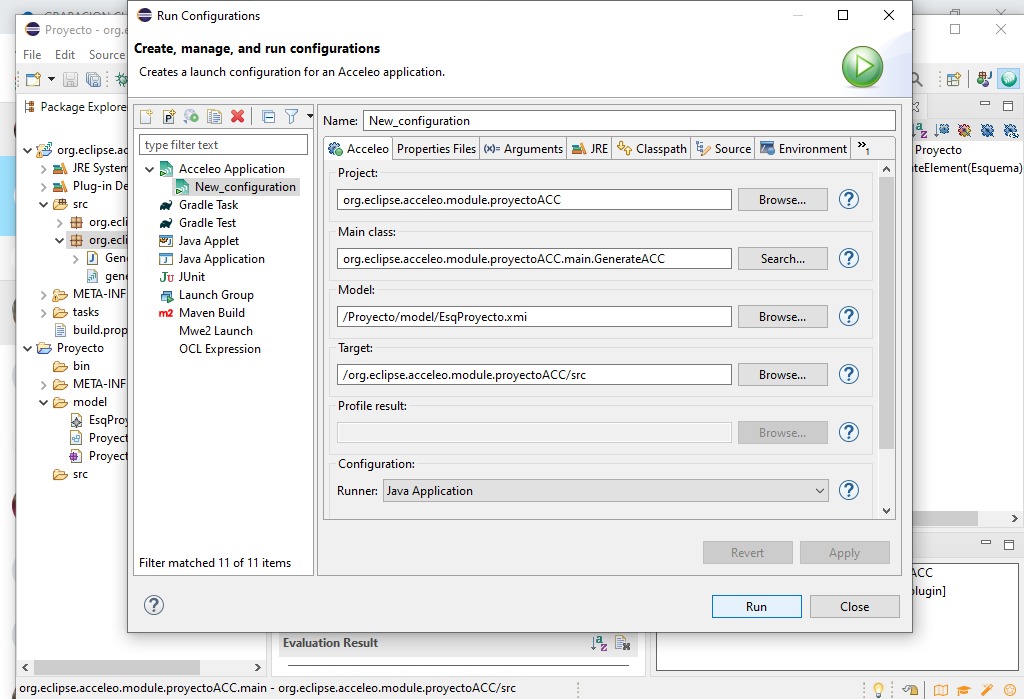 Run Configurations
Create, manage, and run configurations
Creates a launch configuration for an Acceleo application.
Proyecto - org.e
File Edit Source
Package Explore
org.eclipse.ac
JRE System
Plug-in De
src
org.ecli
org.ecli
Gen
gene
META-INF
tasks
build.prop
Proyecto
bin
META-INF
model
EsqProy
Proyect
Proyect
src
type filter text
Acceleo Application
New_configuration
Gradle Task
Gradle Test
Java Applet
Java Application
JUnit
Launch Group
Maven Build
Mwe2 Launch
OCL Expression
Filter matched 11 of 11 items
Name: New_configuration
Acceleo Properties Files (x)= Arguments JRE Classpath Source Environment »1
Project:
org.eclipse.acceleo.module.proyectoACC Browse...
Main class:
org.eclipse.acceleo.module.proyectoACC.main.GenerateACC Search...
Model:
/Proyecto/model/EsqProyecto.xmi Browse...
Target:
/org.eclipse.acceleo.module.proyectoACC/src Browse...
Profile result:
Browse...
Configuration:
Runner: Java Application
Revert Apply
Run Close
Proyecto
ateElement(Esquema)
ACC
plugin]
Evaluation Result
org.eclipse.acceleo.module.proyectoACC.main - org.eclipse.acceleo.module.proyectoACC/src